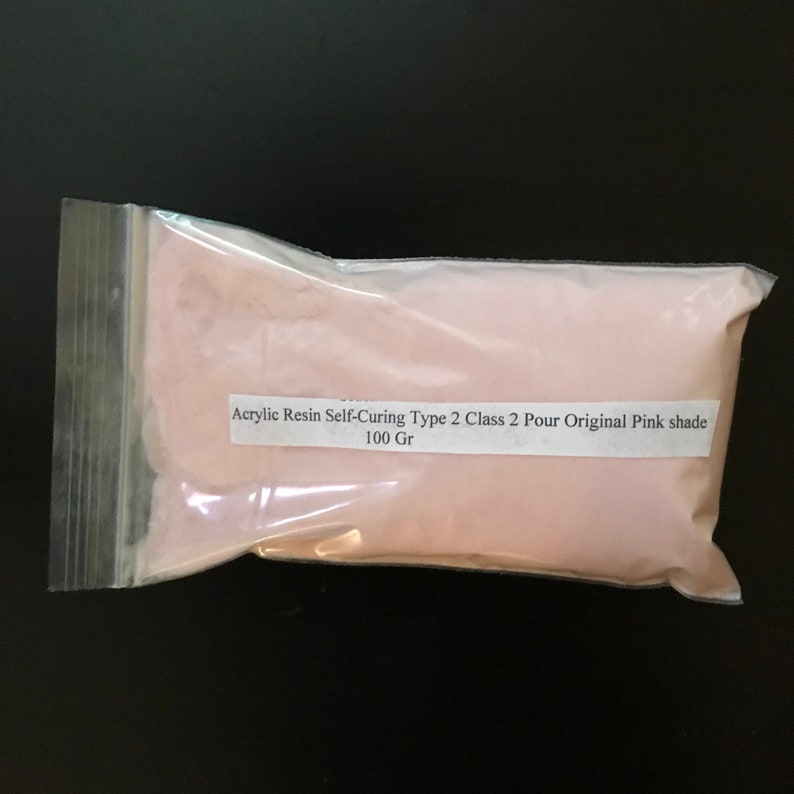 Acrylic Resin Self-Curing Type 2 Class 2 Pour Original Pink shade
100 Gr